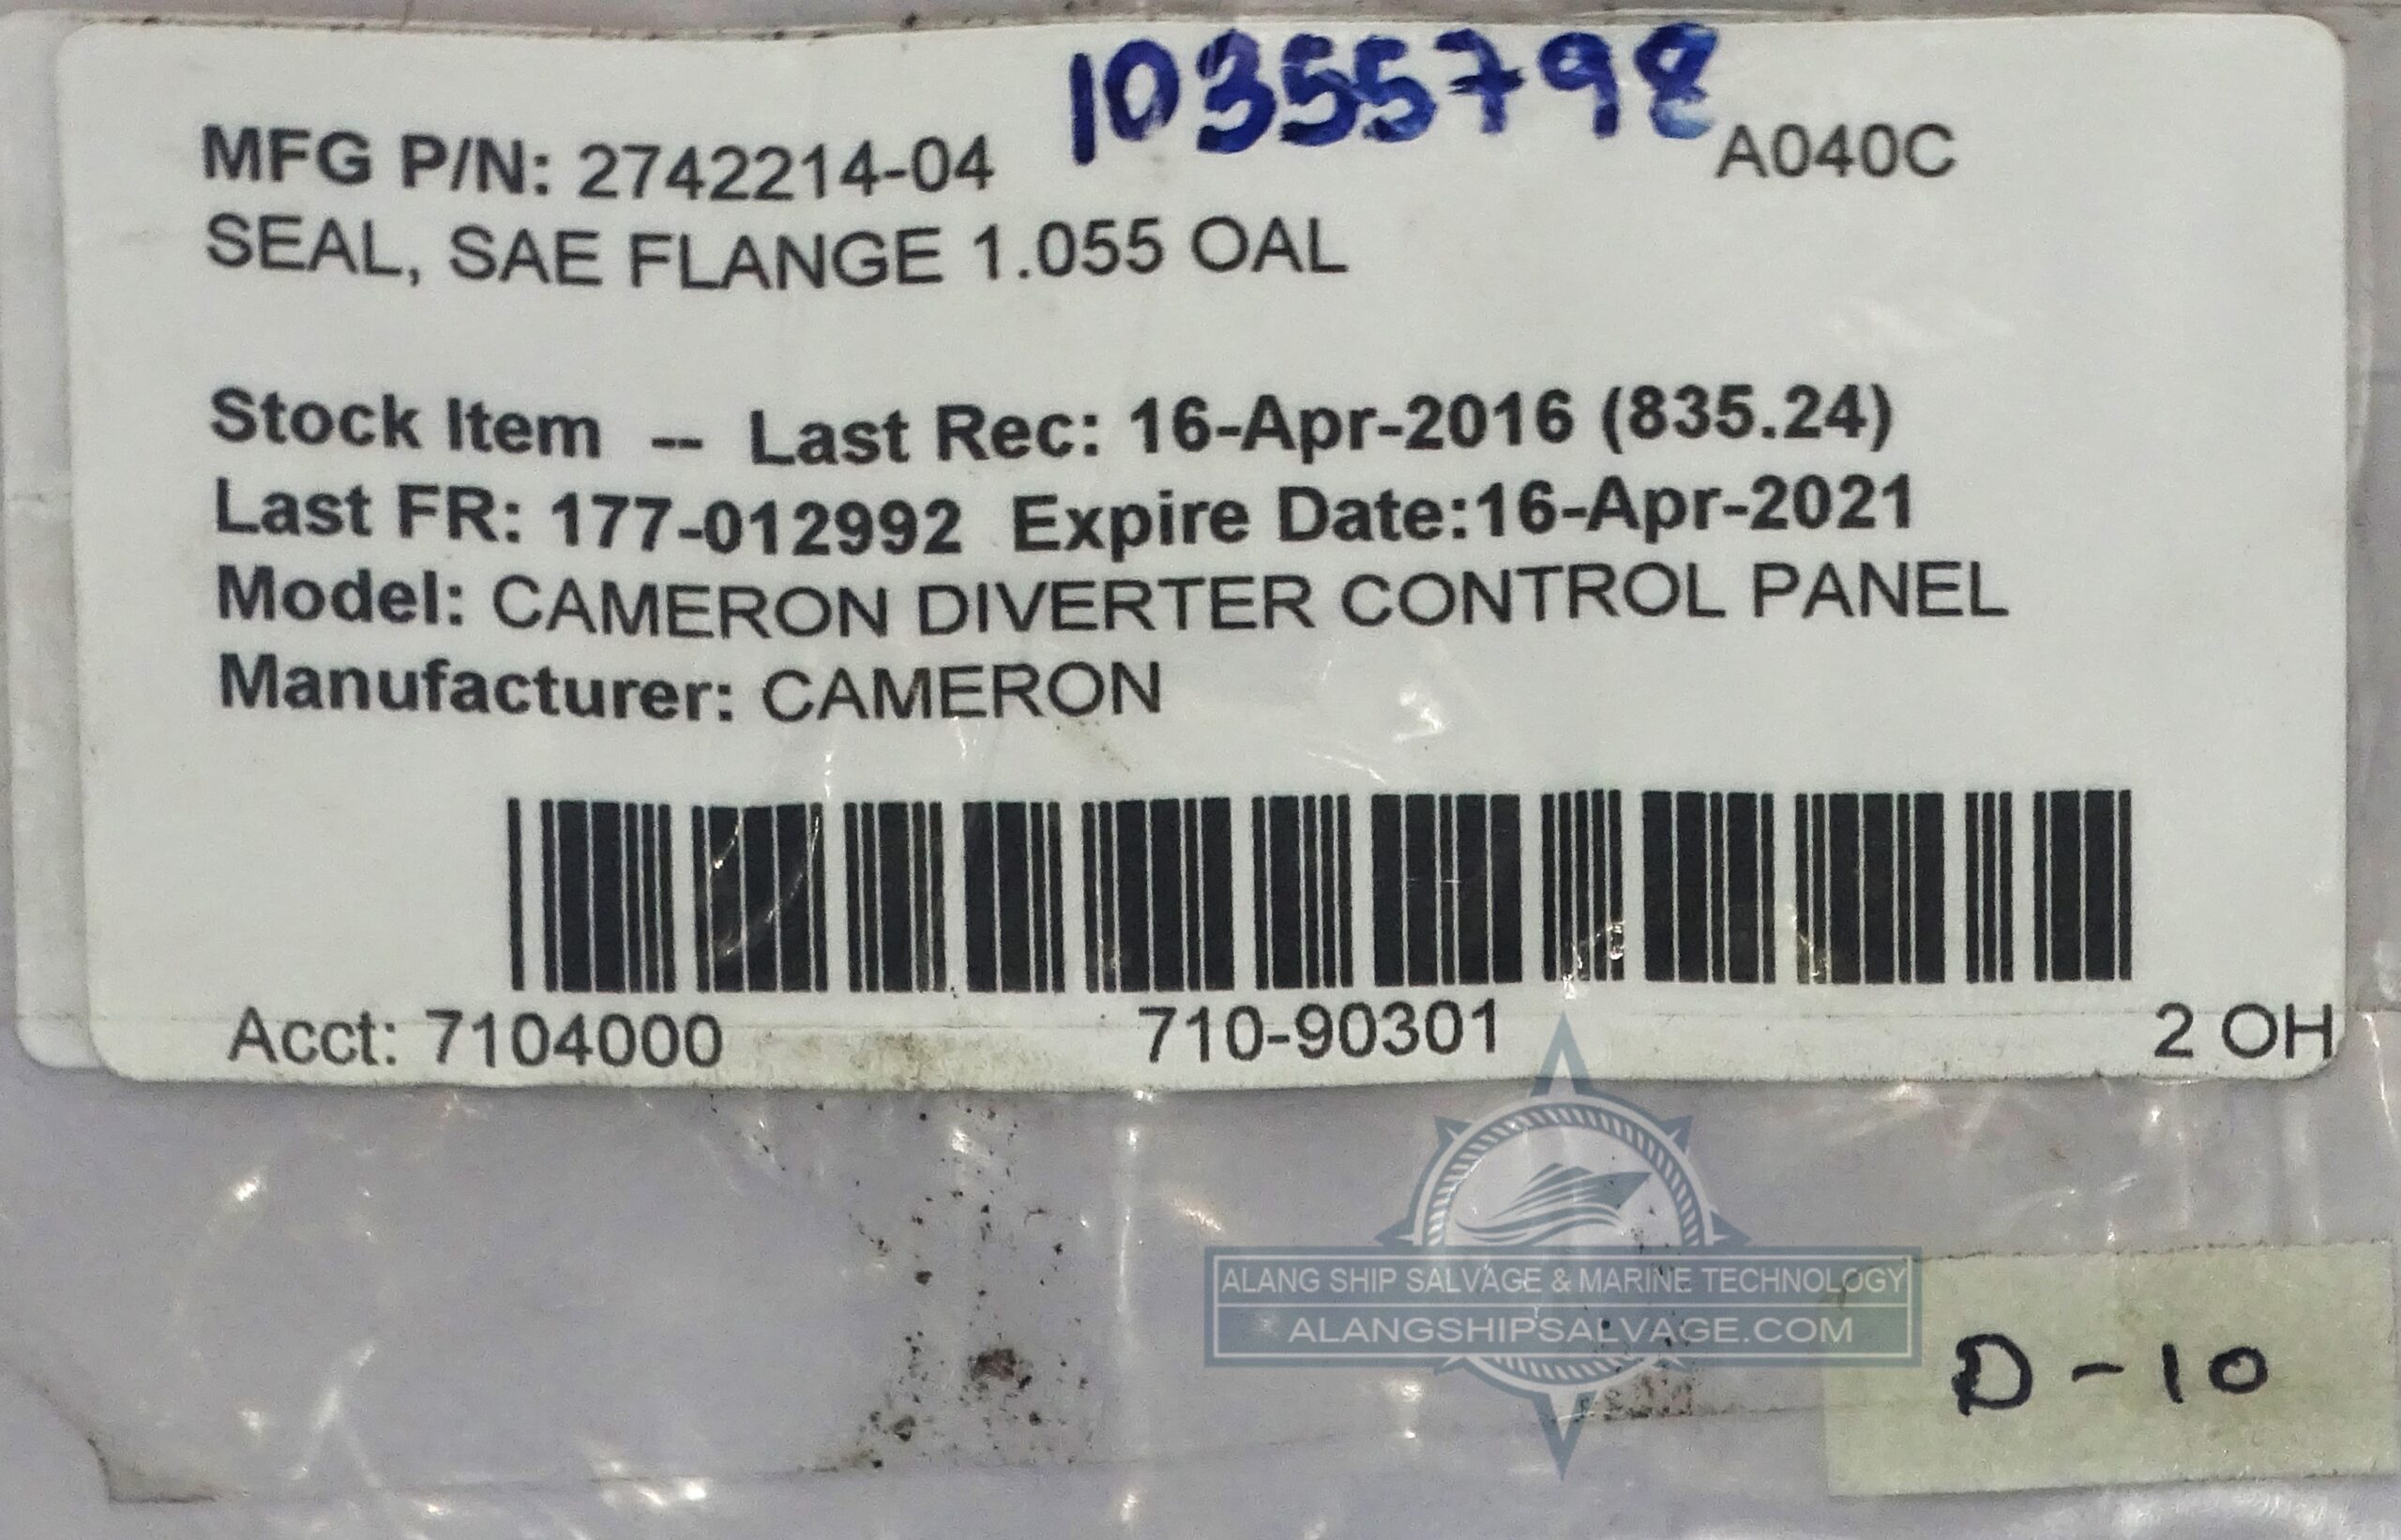 10355798
MFG P/N: 2742214-04 A040C
SEAL, SAE FLANGE 1.055 OAL
Stock Item -- Last Rec: 16-Apr-2016 (835.24)
Last FR: 177-012992 Expire Date:16-Apr-2021
Model: CAMERON DIVERTER CONTROL PANEL
Manufacturer: CAMERON
Acct: 7104000 710-90301 2 OH
ALANG SHIP SALVAGE & MARINE TECHNOLOGY
ALANGSHIPSALVAGE.COM
D-10